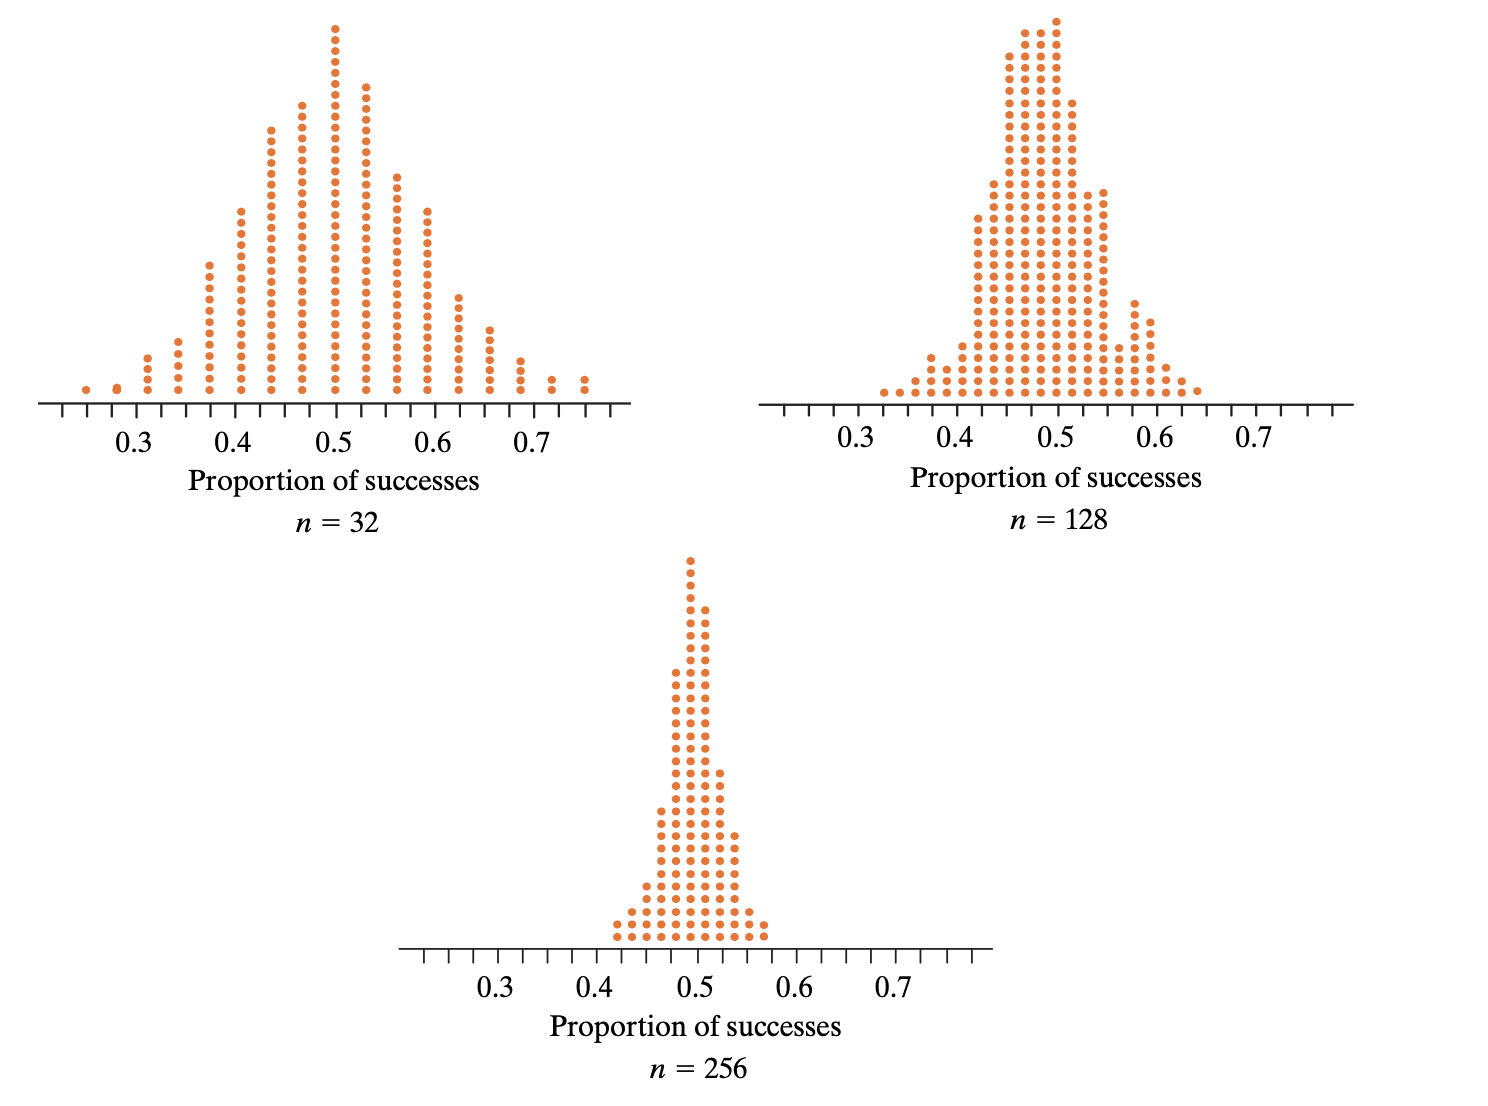 0.3 0.4 0.5 0.6 0.7
Proportion of successes
n = 32
0.3 0.4 0.5 0.6 0.7
Proportion of successes
n = 128
0.3 0.4 0.5 0.6 0.7
Proportion of successes
n = 256